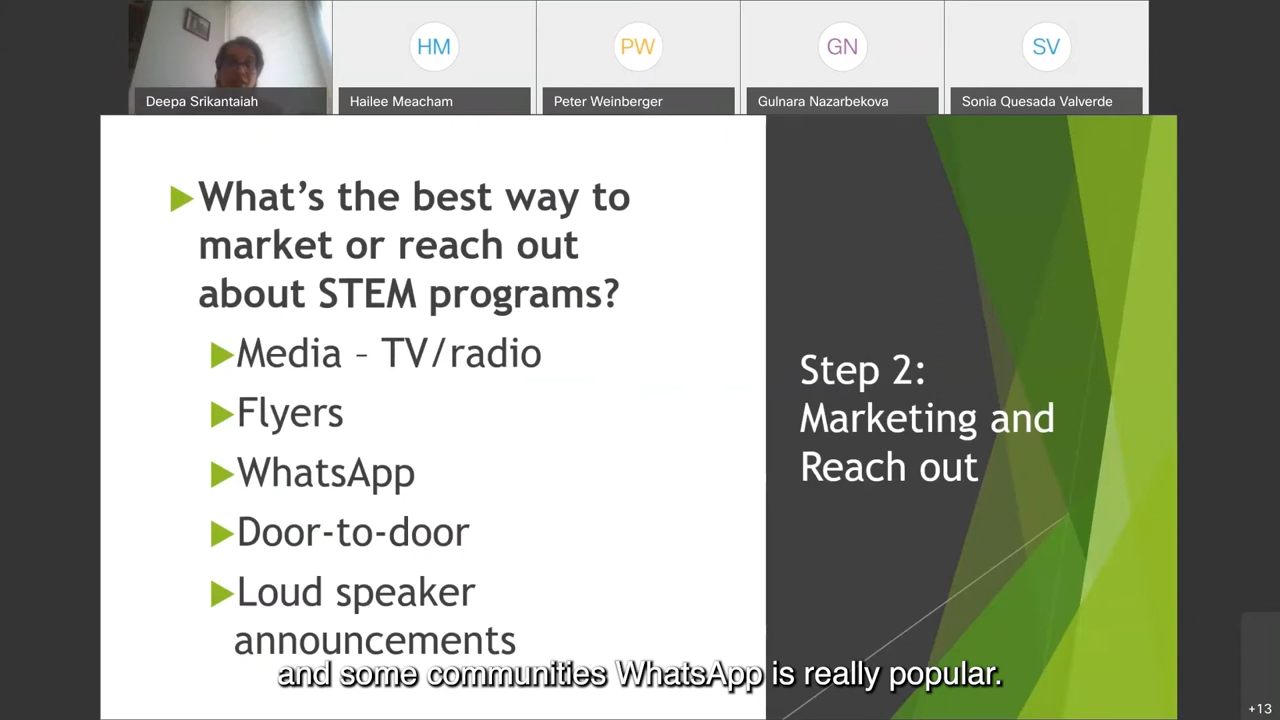 HM
PW
GN
SV
Deepa Srikantaiah
Hailee Meacham
Peter Weinberger
Gulnara Nazarbekova
Sonia Quesada Valverde
What’s the best way to
market or reach out
about STEM programs?
Media – TV/radio
Flyers
WhatsApp
Door-to-door
Loud speaker
announcements
Step 2:
Marketing and
Reach out
and some communities WhatsApp is really popular.
+13